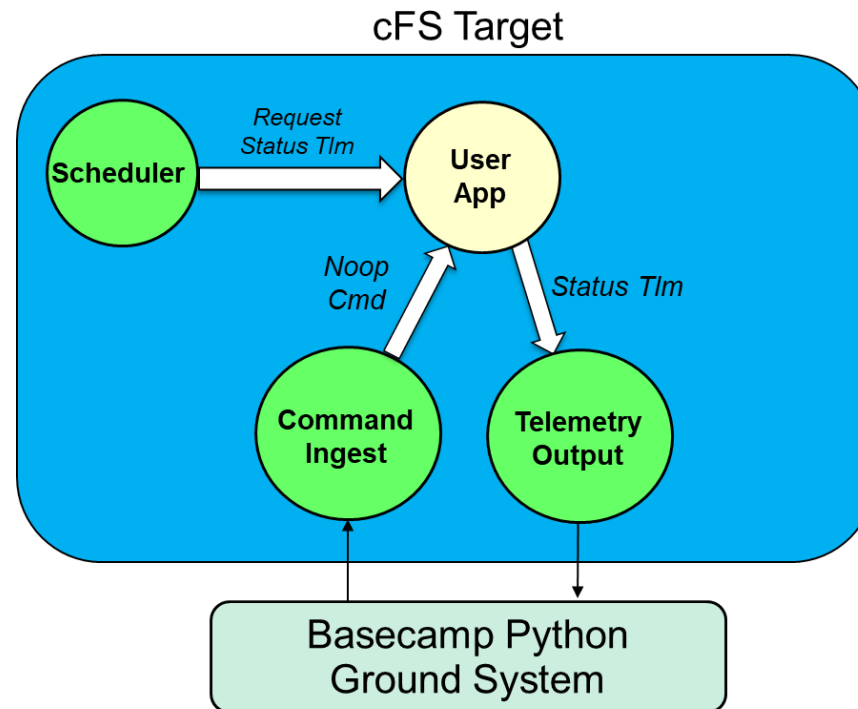 cFS Target
Request
Status Tlm
Scheduler
User
App
Noop
Cmd
Status Tlm
Command
Ingest
Telemetry
Output
Basecamp Python
Ground System